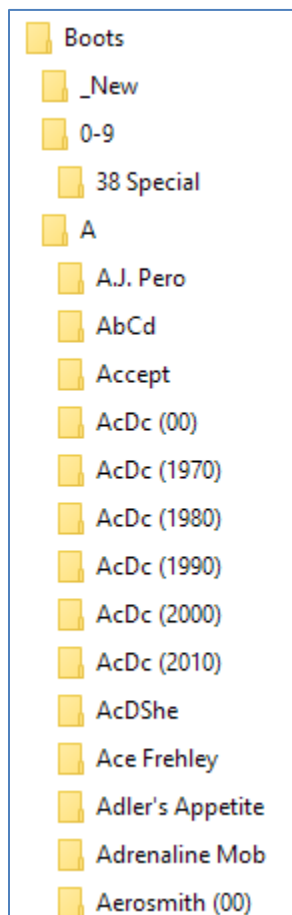 Boots
_New
0-9
38 Special
A
A.J. Pero
AbCd
Accept
AcDc (00)
AcDc (1970)
AcDc (1980)
AcDc (1990)
AcDc (2000)
AcDc (2010)
AcDShe
Ace Frehley
Adler's Appetite
Adrenaline Mob
Aerosmith (00)